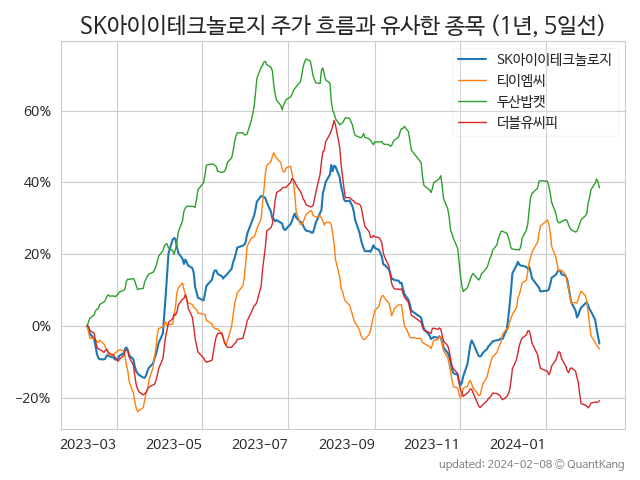 SK아이이테크놀로지 주가 흐름과 유사한 종목 (1년, 5일선)
SK아이이테크놀로지
티이엠씨
두산밥캣
더블유씨피
60%
40%
20%
0%
−20%
2023-03
2023-05
2023-07
2023-09
2023-11
2024-01
updated: 2024-02-08 © QuantKang